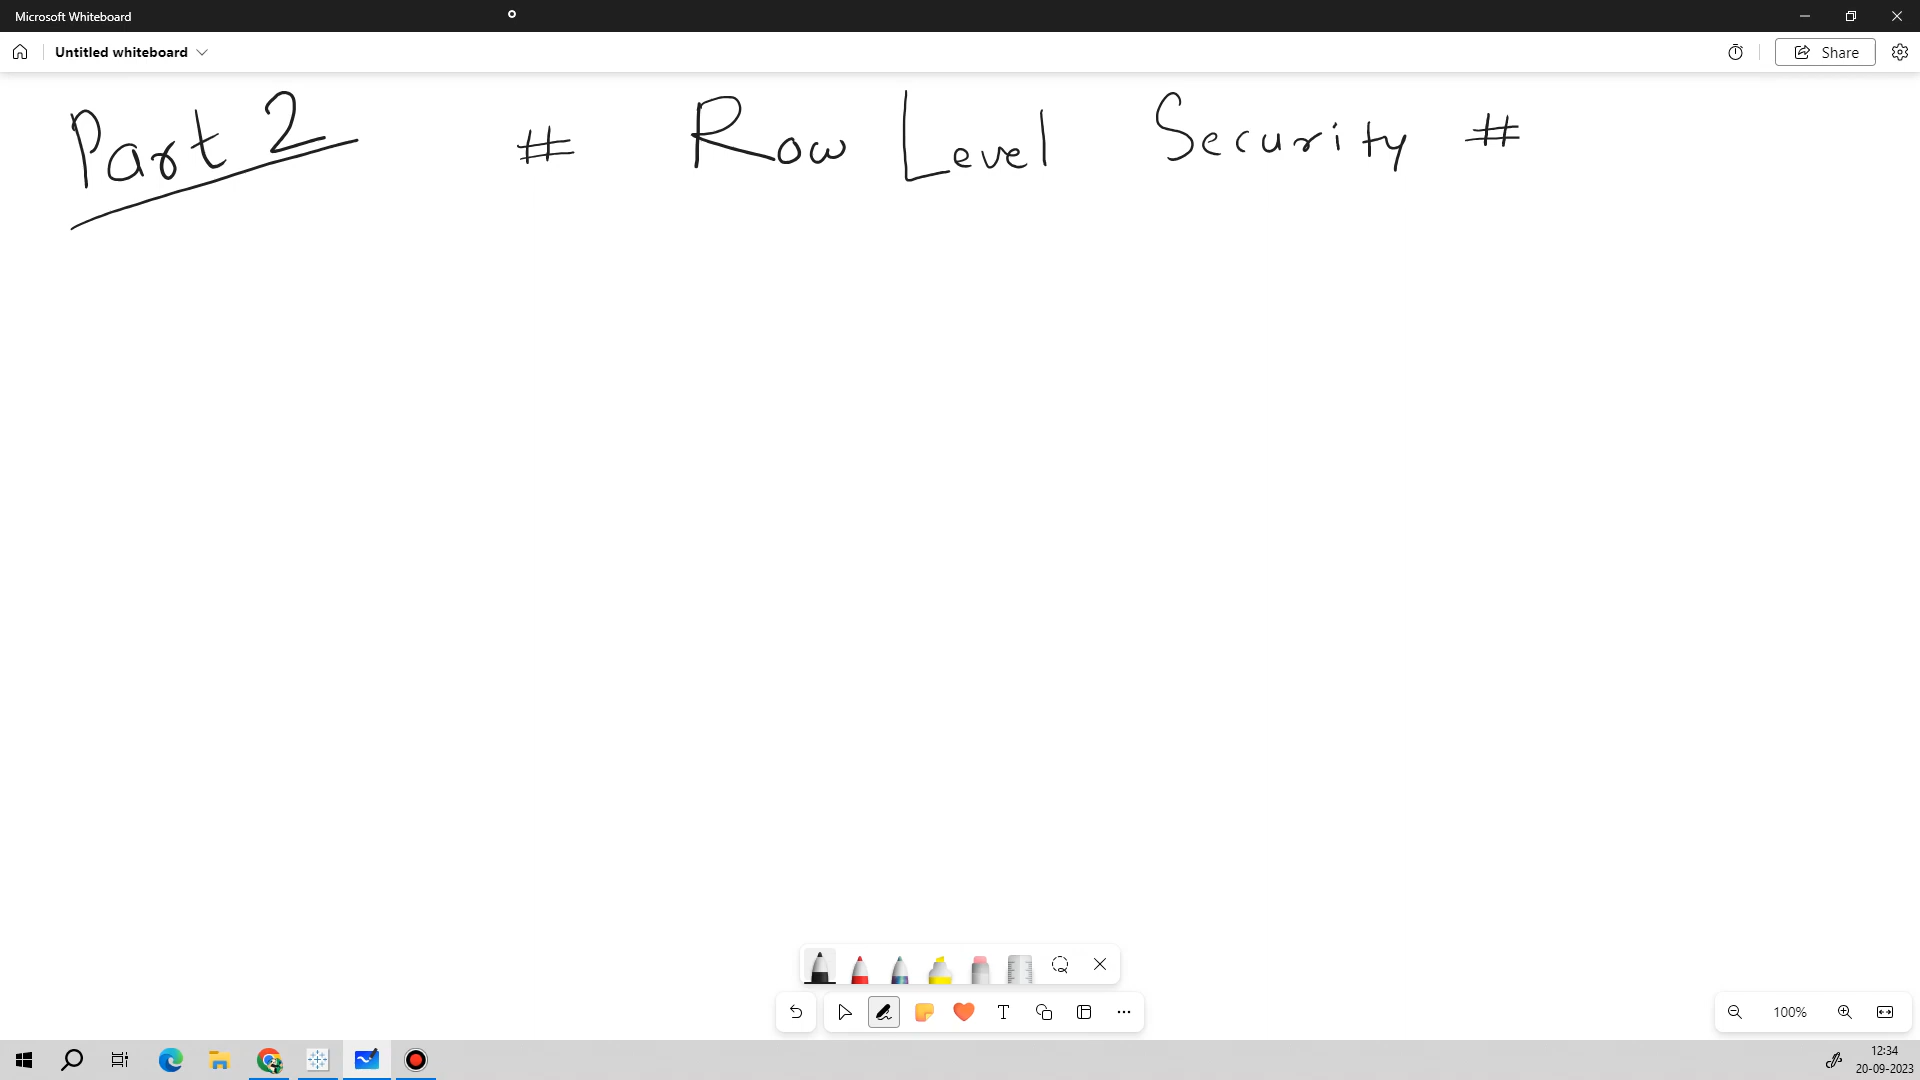 Microsoft Whiteboard
Untitled whiteboard
Share
Part 2 # Row Level Security #
100%
12:34
20-09-2023